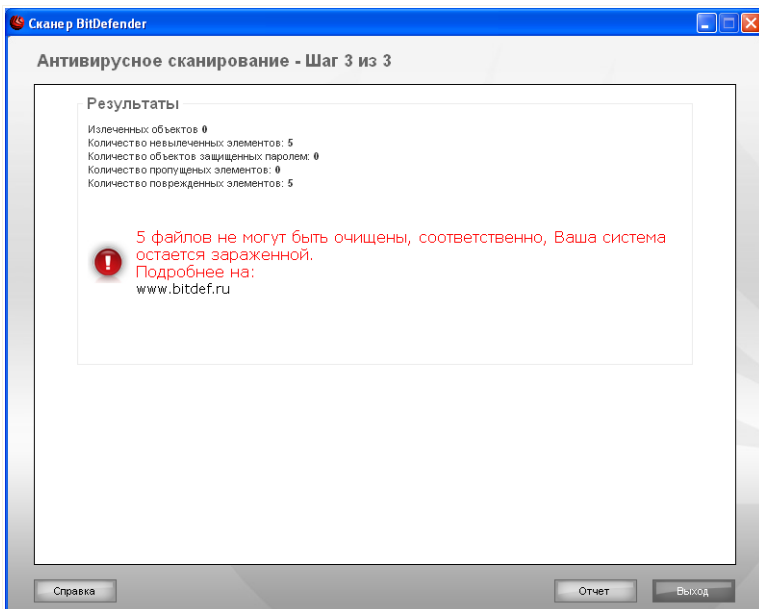 Сканер BitDefender
Антивирусное сканирование - Шаг 3 из 3
Результаты
Излеченных объектов 0
Количество невылеченных элементов: 5
Количество объектов защищенных паролем: 0
Количество пропущеных элементов: 0
Количество поврежденных элементов: 5
5 файлов не могут быть очищены, соответственно, Ваша система
остается зараженной.
Подробнее на:
www.bitdef.ru
Справка
Отчет
Выход